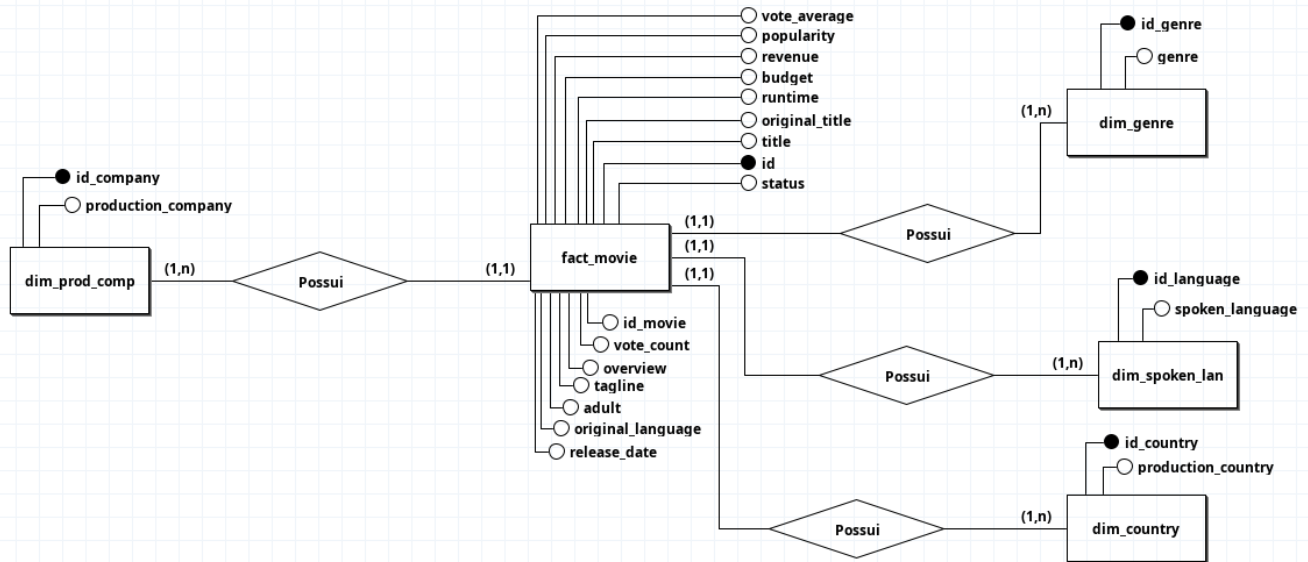 vote_average
popularity
revenue
budget
runtime
original_title
title
id
status
id_genre
genre
(1,n)
dim_genre
id_company
production_company
dim_prod_comp
(1,n)
Possui
(1,1)
fact_movie
(1,1)
(1,1)
(1,1)
Possui
id_movie
vote_count
overview
tagline
adult
original_language
release_date
id_language
spoken_language
Possui
(1,n)
dim_spoken_lan
id_country
production_country
Possui
(1,n)
dim_country